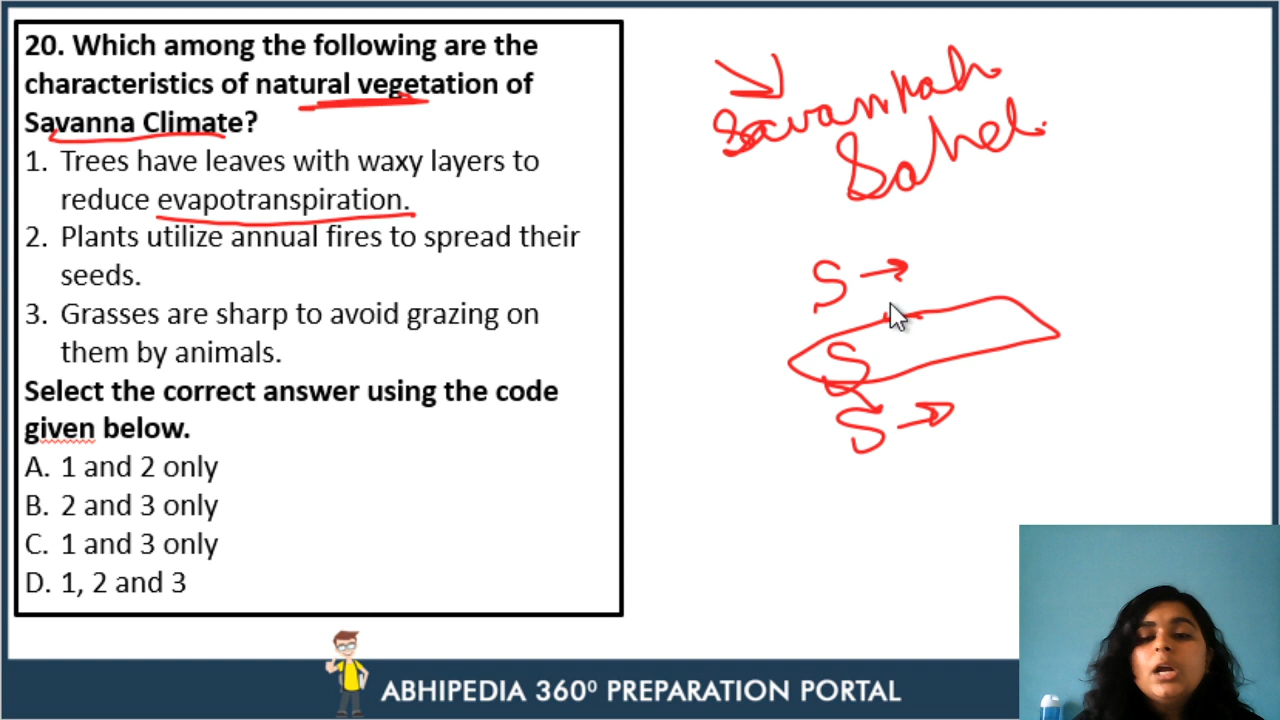 20. Which among the following are the
characteristics of natural vegetation of
Savanna Climate?
1. Trees have leaves with waxy layers to
reduce evapotranspiration.
2. Plants utilize annual fires to spread their
seeds.
3. Grasses are sharp to avoid grazing on
them by animals.
Select the correct answer using the code
given below.
A. 1 and 2 only
B. 2 and 3 only
C. 1 and 3 only
D. 1, 2 and 3
Savannah
Sahel.
S →
S
S →
ABHIPEDIA 360⁰ PREPARATION PORTAL